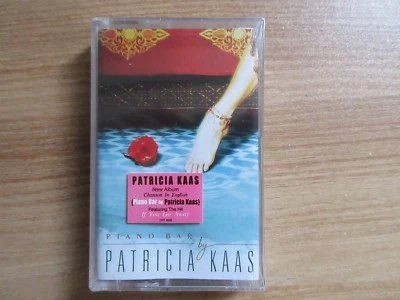 PATRICIA KAAS
New Album
Chanson In English
(Piano Bar by Patricia Kaas)
Featuring The Hit
If You Go Away
PIANO BAR
by
PATRICIA KAAS